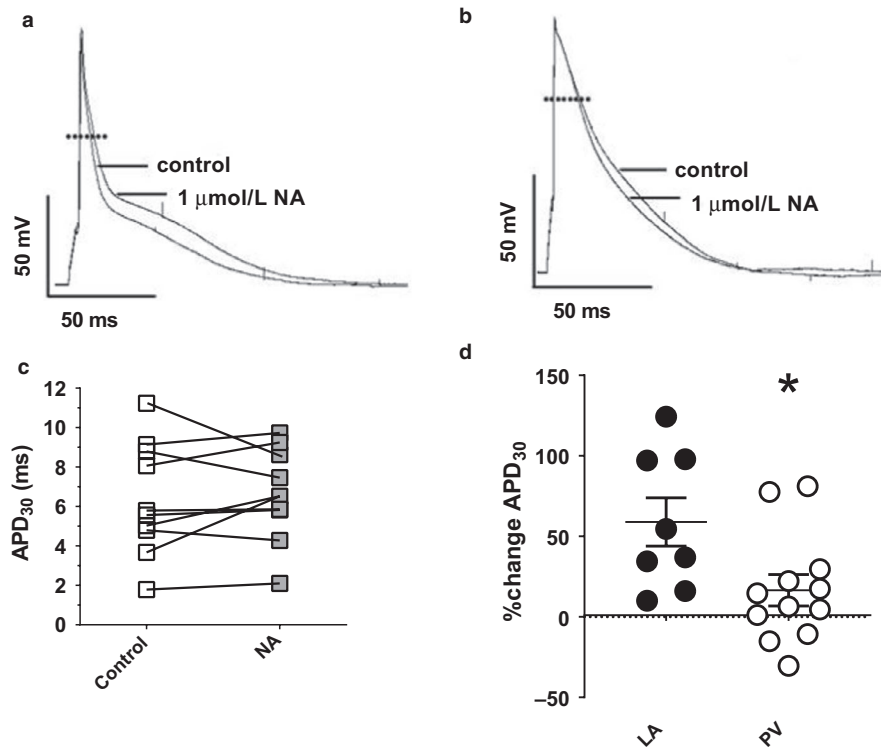 a
control
1 μmol/L NA
50 mV
50 ms
b
control
1 μmol/L NA
50 mV
50 ms
c
APD30 (ms)
12
10
8
6
4
2
0
Control
NA
d
*
%change APD30
150
100
50
0
–50
LA
PV